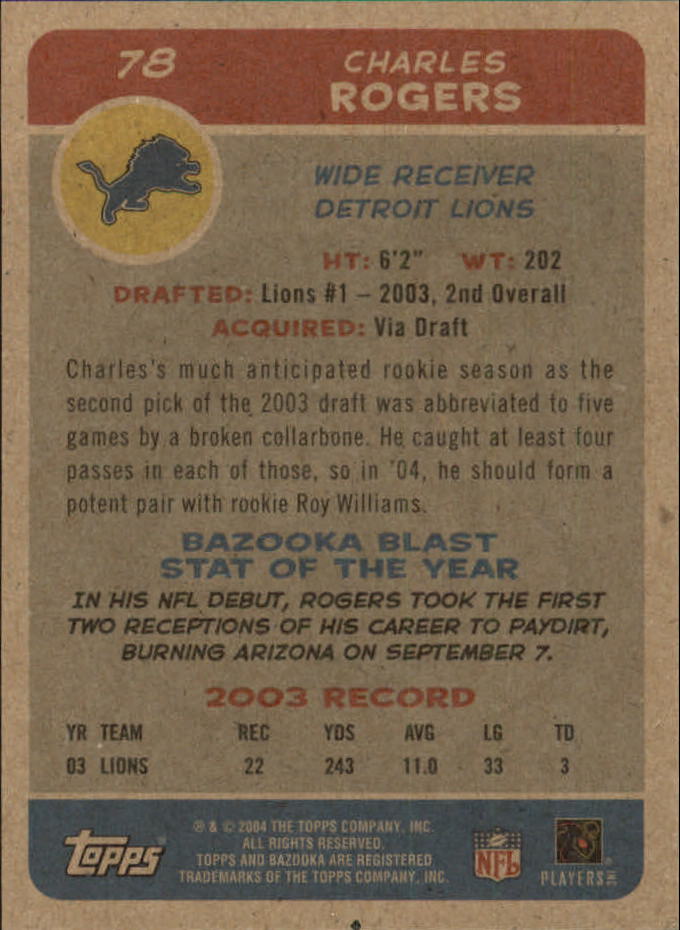 78
CHARLES
ROGERS
WIDE RECEIVER
DETROIT LIONS
HT: 6'2" WT: 202
DRAFTED: Lions #1 – 2003, 2nd Overall
ACQUIRED: Via Draft
Charles's much anticipated rookie season as the
second pick of the 2003 draft was abbreviated to five
games by a broken collarbone. He caught at least four
passes in each of those, so in '04, he should form a
potent pair with rookie Roy Williams.
BAZOOKA BLAST
STAT OF THE YEAR
IN HIS NFL DEBUT, ROGERS TOOK THE FIRST
TWO RECEPTIONS OF HIS CAREER TO PAYDIRT,
BURNING ARIZONA ON SEPTEMBER 7.
2003 RECORD
YR TEAM REC YDS AVG LG TD
03 LIONS 22 243 11.0 33 3
topps
® & © 2004 THE TOPPS COMPANY, INC.
ALL RIGHTS RESERVED.
TOPPS AND BAZOOKA ARE REGISTERED
TRADEMARKS OF THE TOPPS COMPANY, INC.
NFL
PLAYERS INC